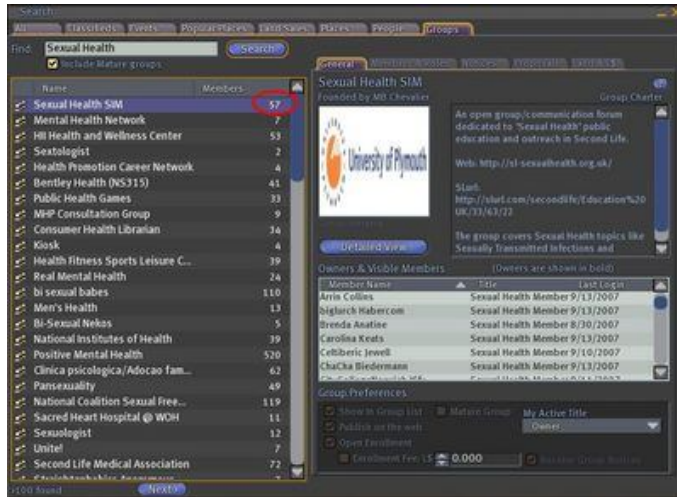 Search
All Classifieds Events Popular Places Land Sales Places People Groups
Find: Sexual Health Search
Include Mature groups
Name Members
Sexual Health SIM 57
Mental Health Network 7
HII Health and Wellness Center 53
Sextologist 2
Health Promotion Career Network 4
Bentley Health (NS315) 41
Public Health Games 33
MHP Consultation Group 9
Consumer Health Librarian 34
Kiosk 4
Health Fitness Sports Leisure C... 39
Real Mental Health 24
bi sexual babes 110
Men's Health 13
Bi-Sexual Nekos 5
National Institutes of Health 39
Positive Mental Health 520
Clinica psicologica/Adocao fam... 62
Pansexuality 49
National Coalition Sexual Free... 119
Sacred Heart Hospital @ WOH 11
Sexuologist 12
Unite! 7
Second Life Medical Association 72
>100 found Next>
General Members & Roles Notices Proposals Land & L$
Sexual Health SIM
Founded by MB Chevalier Group Charter
University of Plymouth
An open group/communication forum
dedicated to 'Sexual Health' public
education and outreach in Second Life.
Web: http://sl-sexualhealth.org.uk/
SLurl:
http://slurl.com/secondlife/Education%20
UK/33/63/22
The group covers Sexual Health topics like
Sexually Transmitted Infections and
Detailed View
Owners & Visible Members (Owners are shown in bold)
Member Name Title Last Login
Arrin Collins Sexual Health Member 9/13/2007
biglurch Habercom Sexual Health Member 9/13/2007
Brenda Anatine Sexual Health Member 8/30/2007
Carolina Keats Sexual Health Member 9/13/2007
Celtiberic Jewell Sexual Health Member 9/10/2007
ChaCha Biedermann Sexual Health Member 9/13/2007
Group Preferences
Show in Group List Mature Group My Active Title
Publish on the web Owner
Open Enrollment
Enrollment Fee: L$ 0.000 Receive Group Notices